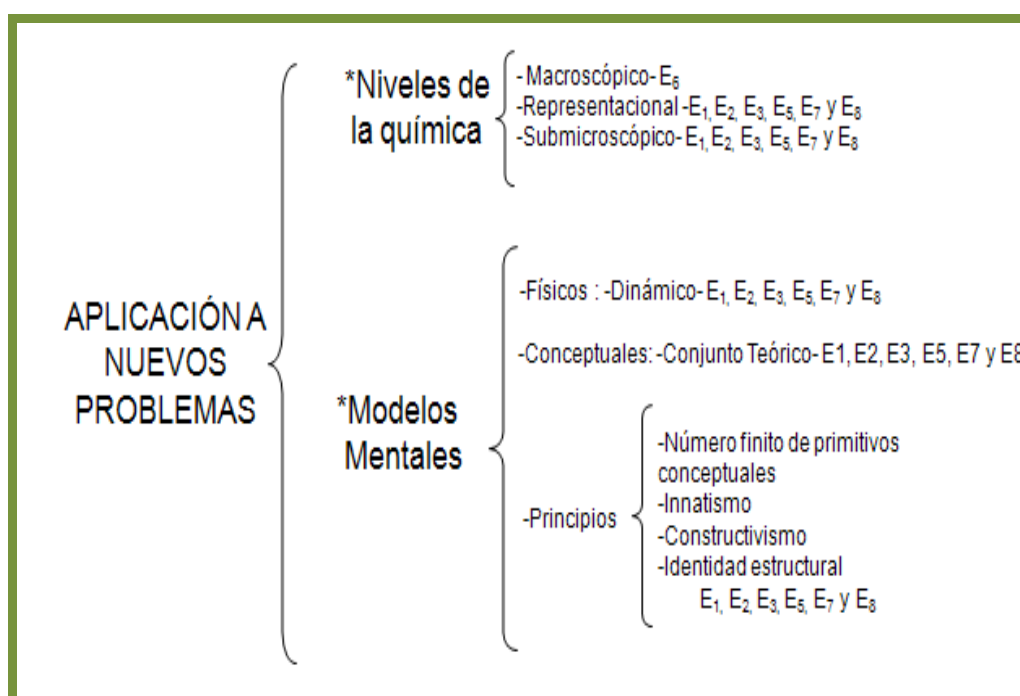 APLICACIÓN A
NUEVOS
PROBLEMAS
*Niveles de
la química
-Macroscópico- E₆
-Representacional -E₁, E₂, E₃, E₅, E₇ y E₈
-Submicroscópico- E₁, E₂, E₃, E₅, E₇ y E₈
*Modelos
Mentales
-Físicos : -Dinámico- E₁, E₂, E₃, E₅, E₇ y E₈
-Conceptuales: -Conjunto Teórico- E1, E2, E3, E5, E7 y E8
-Principios
-Número finito de primitivos
conceptuales
-Innatismo
-Constructivismo
-Identidad estructural
E₁, E₂, E₃, E₅, E₇ y E₈